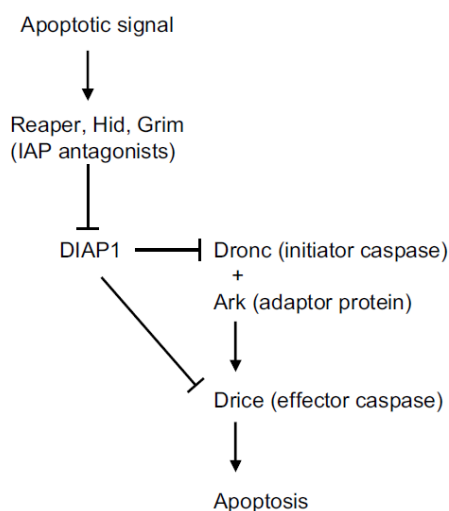 Apoptotic signal
Reaper, Hid, Grim
(IAP antagonists)
DIAP1
Dronc (initiator caspase)
+
Ark (adaptor protein)
Drice (effector caspase)
Apoptosis